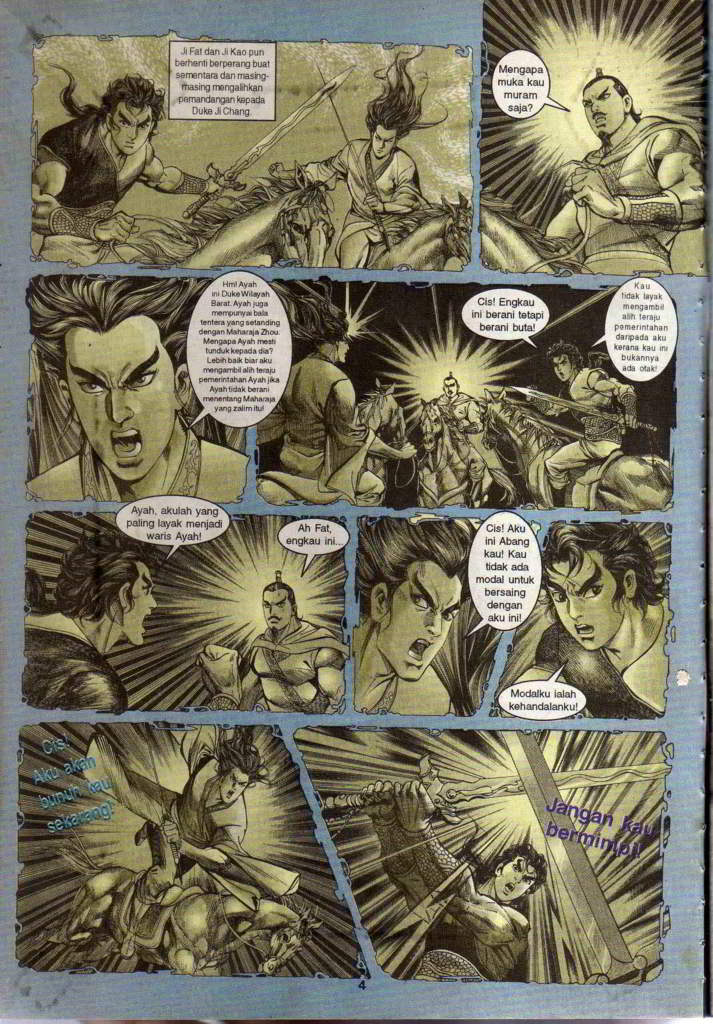 Ji Fat dan Ji Kao pun
berhenti berperang buat
sementara dan masing-
masing mengalihkan
pemandangan kepada
Duke Ji Chang.
Mengapa
muka kau
muram
saja?
Hm! Ayah
ini Duke Wilayah
Barat. Ayah juga
mempunyai bala
tentera yang setanding
dengan Maharaja Zhou.
Mengapa Ayah mesti
tunduk kepada dia?
Lebih baik biar aku
mengambil alih teraju
pemerintahan Ayah jika
Ayah tidak berani
menentang Maharaja
yang zalim itu!
Cis! Engkau
ini berani tetapi
berani buta!
Kau
tidak layak
mengambil
alih teraju
pemerintahan
daripada aku
kerana kau ini
bukannya
ada otak!
Ayah, akulah yang
paling layak menjadi
waris Ayah!
Ah Fat,
engkau ini...
Cis! Aku
ini Abang
kau! Kau
tidak ada
modal untuk
bersaing
dengan
aku ini!
Modalku ialah
kehandalanku!
Cis!
Aku akan
bunuh kau
sekarang!
Jangan kau
bermimpi!
4